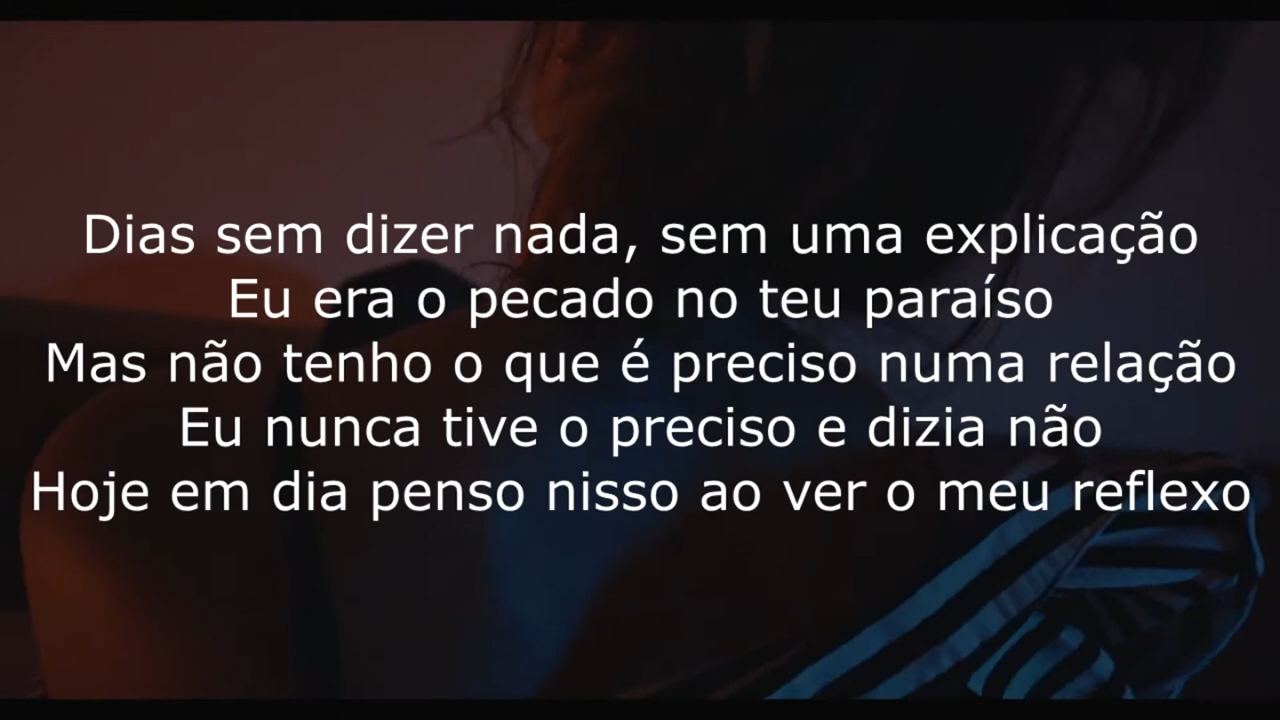 Dias sem dizer nada, sem uma explicação
Eu era o pecado no teu paraíso
Mas não tenho o que é preciso numa relação
Eu nunca tive o preciso e dizia não
Hoje em dia penso nisso ao ver o meu reflexo